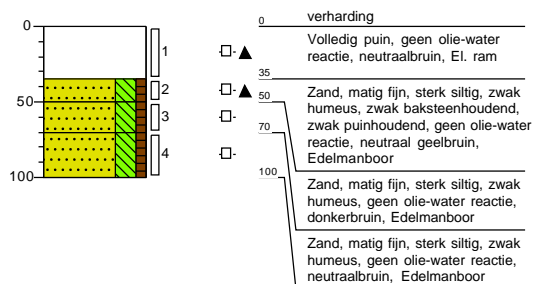 0
50
100
1
2
3
4
0
35
50
70
100
verharding
Volledig puin, geen olie-water
reactie, neutraalbruin, El. ram
Zand, matig fijn, sterk siltig, zwak
humeus, zwak baksteenhoudend,
zwak puinhoudend, geen olie-water
reactie, neutraal geelbruin,
Edelmanboor
Zand, matig fijn, sterk siltig, zwak
humeus, geen olie-water reactie,
donkerbruin, Edelmanboor
Zand, matig fijn, sterk siltig, zwak
humeus, geen olie-water reactie,
neutraalbruin, Edelmanboor